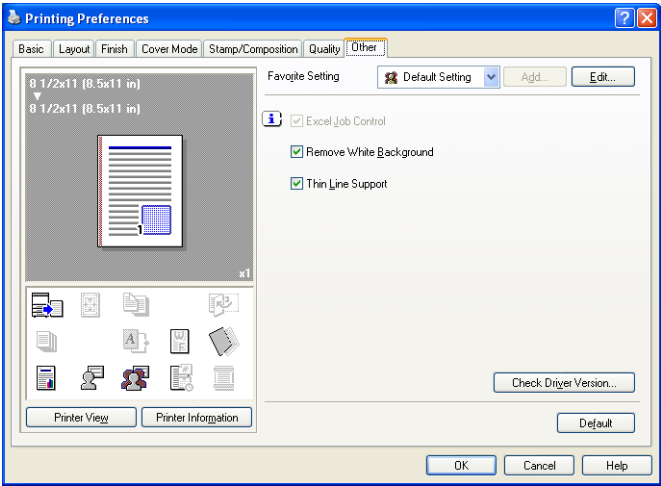 Printing Preferences
Basic Layout Finish Cover Mode Stamp/Composition Quality Other
8 1/2x11 (8.5x11 in)
8 1/2x11 (8.5x11 in)
1
x1
Favorite Setting Default Setting Add... Edit...
Excel Job Control
Remove White Background
Thin Line Support
A
W F
Printer View Printer Information
Check Driver Version...
Default
OK Cancel Help